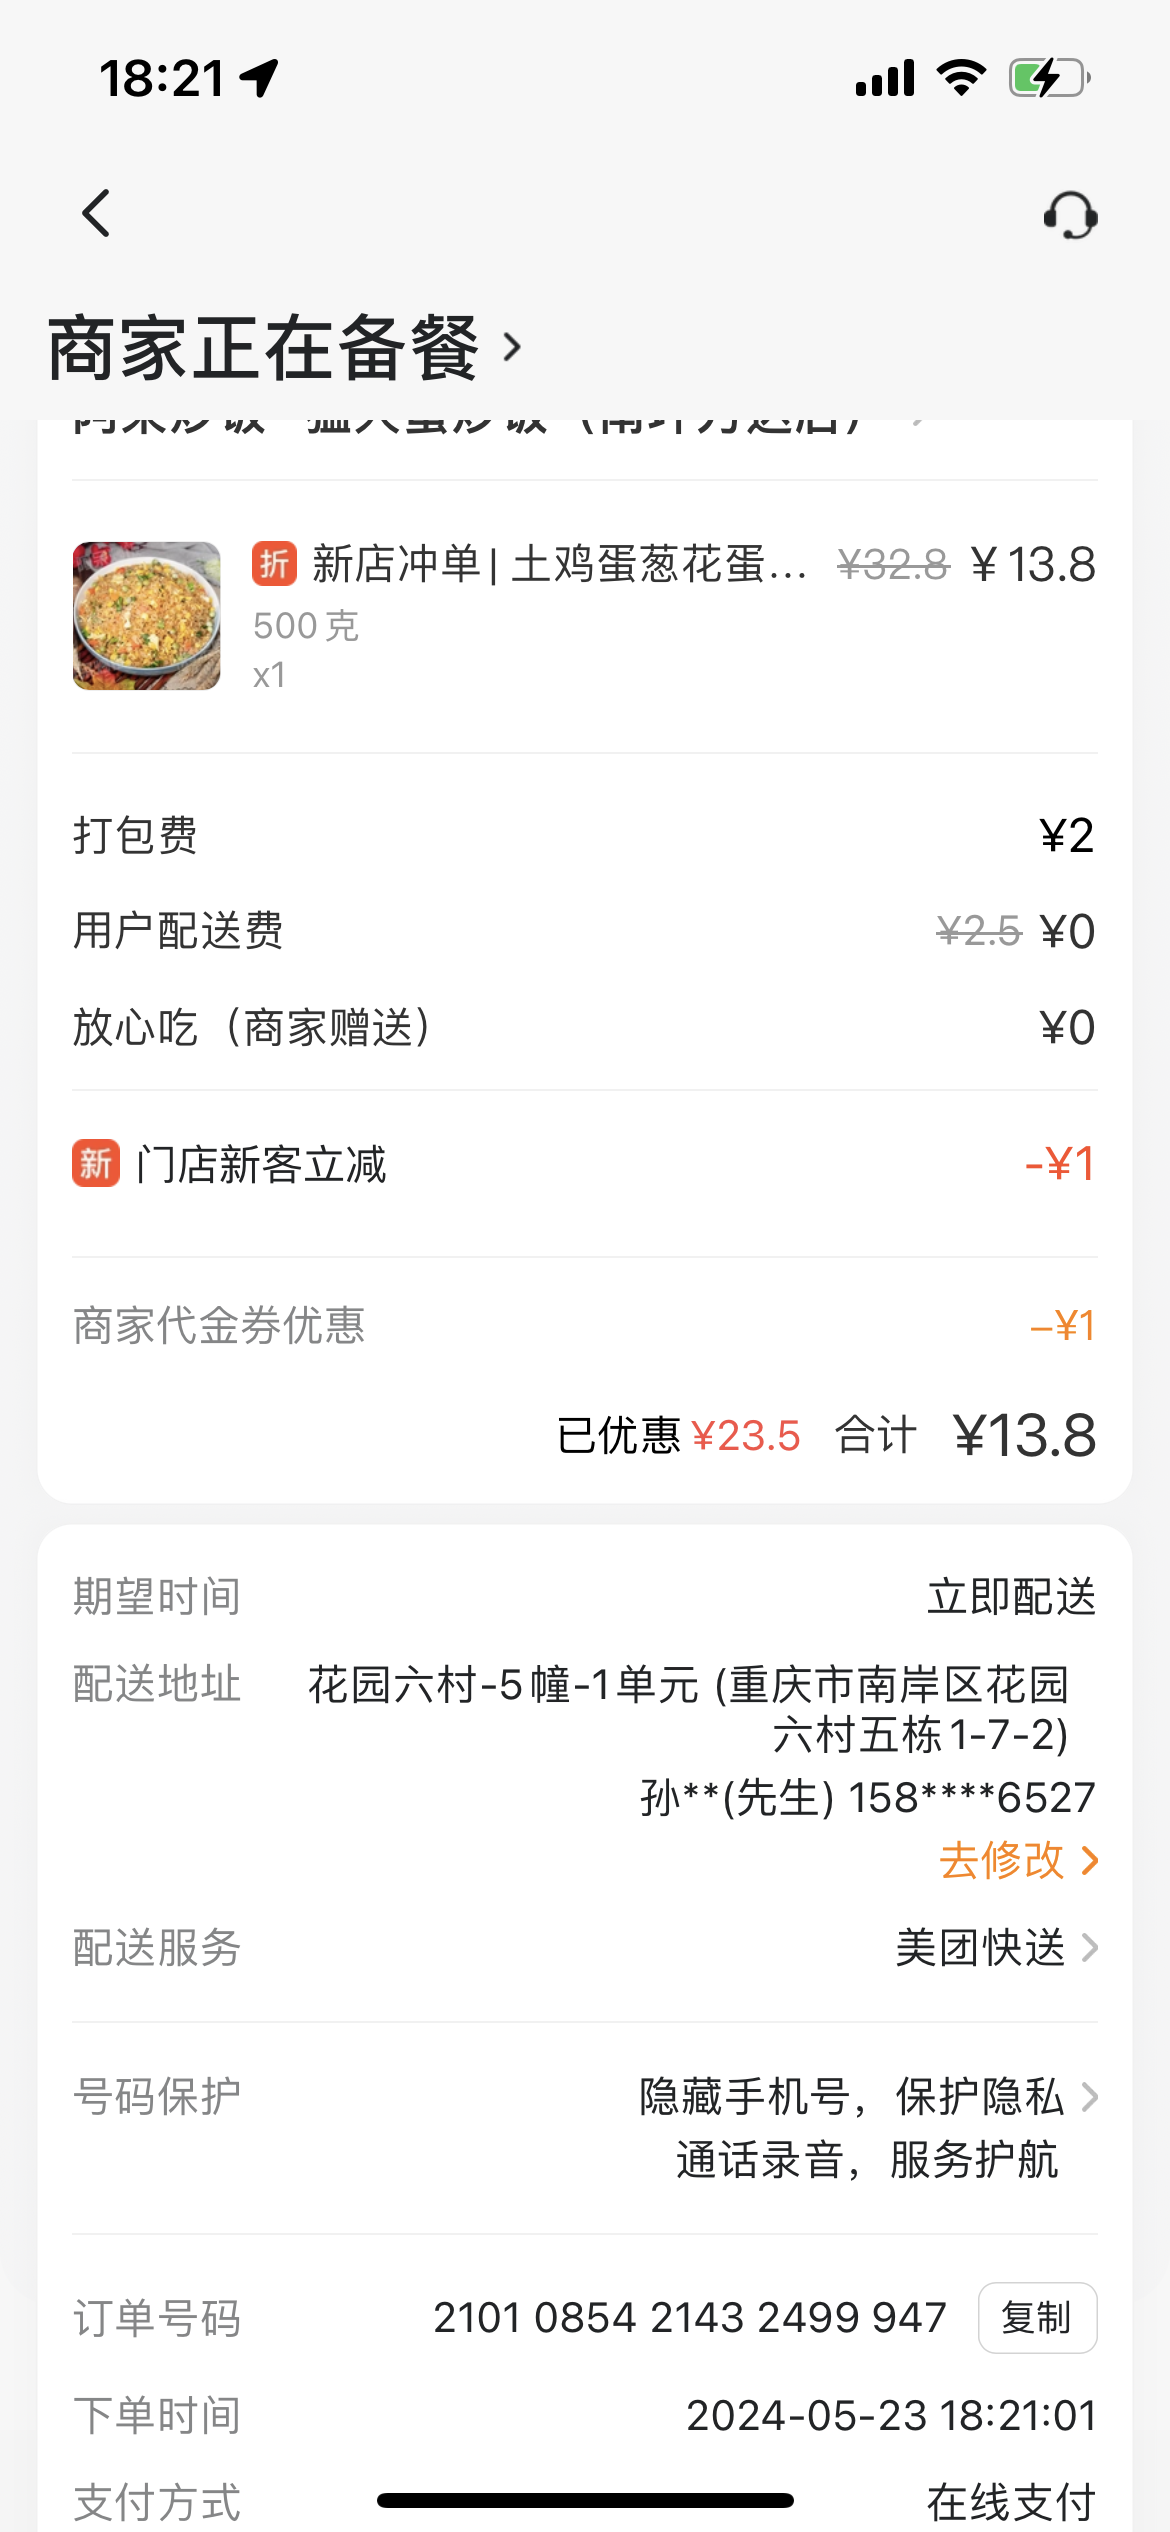 18:21
商家正在备餐
折 新店冲单| 土鸡蛋葱花蛋... ¥32.8 ¥13.8
500克
x1
打包费 ¥2
用户配送费 ¥2.5 ¥0
放心吃（商家赠送） ¥0
新 门店新客立减 -¥1
商家代金券优惠 -¥1
已优惠 ¥23.5 合计 ¥13.8
期望时间 立即配送
配送地址 花园六村-5幢-1单元 (重庆市南岸区花园
六村五栋1-7-2)
孙**(先生) 158****6527
去修改
配送服务 美团快送
号码保护 隐藏手机号，保护隐私
通话录音，服务护航
订单号码 2101 0854 2143 2499 947 复制
下单时间 2024-05-23 18:21:01
支付方式 在线支付